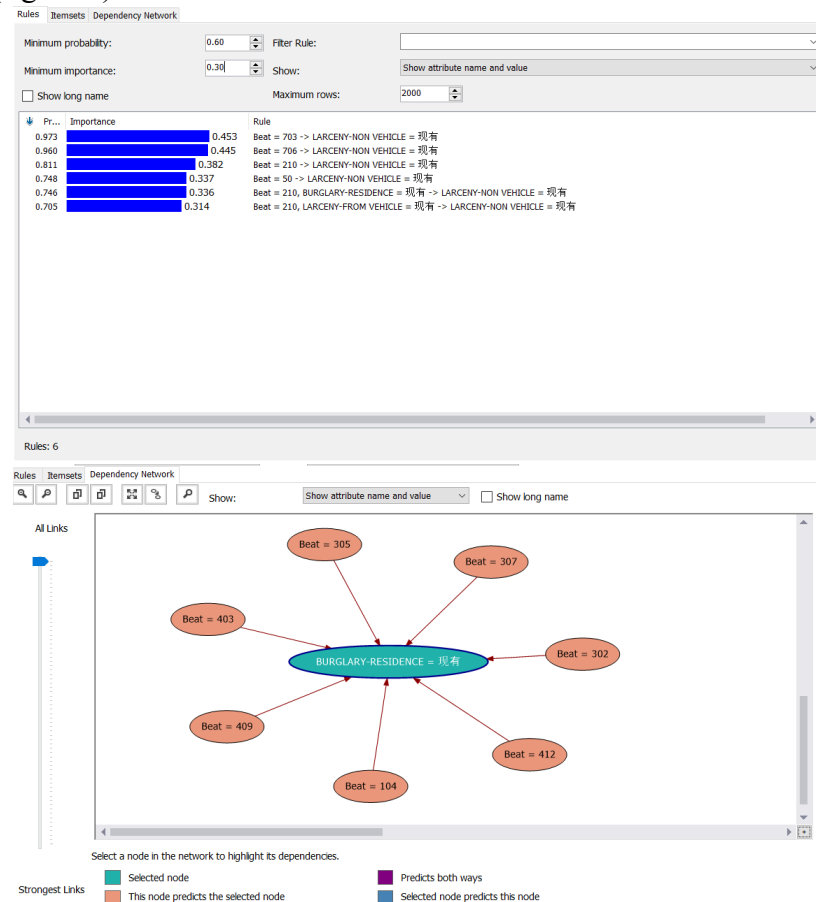 Rules Itemsets Dependency Network
Minimum probability: 0.60 Filter Rule:
Minimum importance: 0.30 Show: Show attribute name and value
Show long name Maximum rows: 2000
Pr... Importance Rule
0.973 0.453 Beat = 703 -> LARCENY-NON VEHICLE = 现有
0.960 0.445 Beat = 706 -> LARCENY-NON VEHICLE = 现有
0.811 0.382 Beat = 210 -> LARCENY-NON VEHICLE = 现有
0.748 0.337 Beat = 50 -> LARCENY-NON VEHICLE = 现有
0.746 0.336 Beat = 210, BURGLARY-RESIDENCE = 现有 -> LARCENY-NON VEHICLE = 现有
0.705 0.314 Beat = 210, LARCENY-FROM VEHICLE = 现有 -> LARCENY-NON VEHICLE = 现有
Rules: 6
Rules Itemsets Dependency Network
Show: Show attribute name and value Show long name
All Links
Beat = 305
Beat = 307
Beat = 403
BURGLARY-RESIDENCE = 现有
Beat = 302
Beat = 409
Beat = 412
Beat = 104
Select a node in the network to highlight its dependencies.
Selected node Predicts both ways
Strongest Links This node predicts the selected node Selected node predicts this node